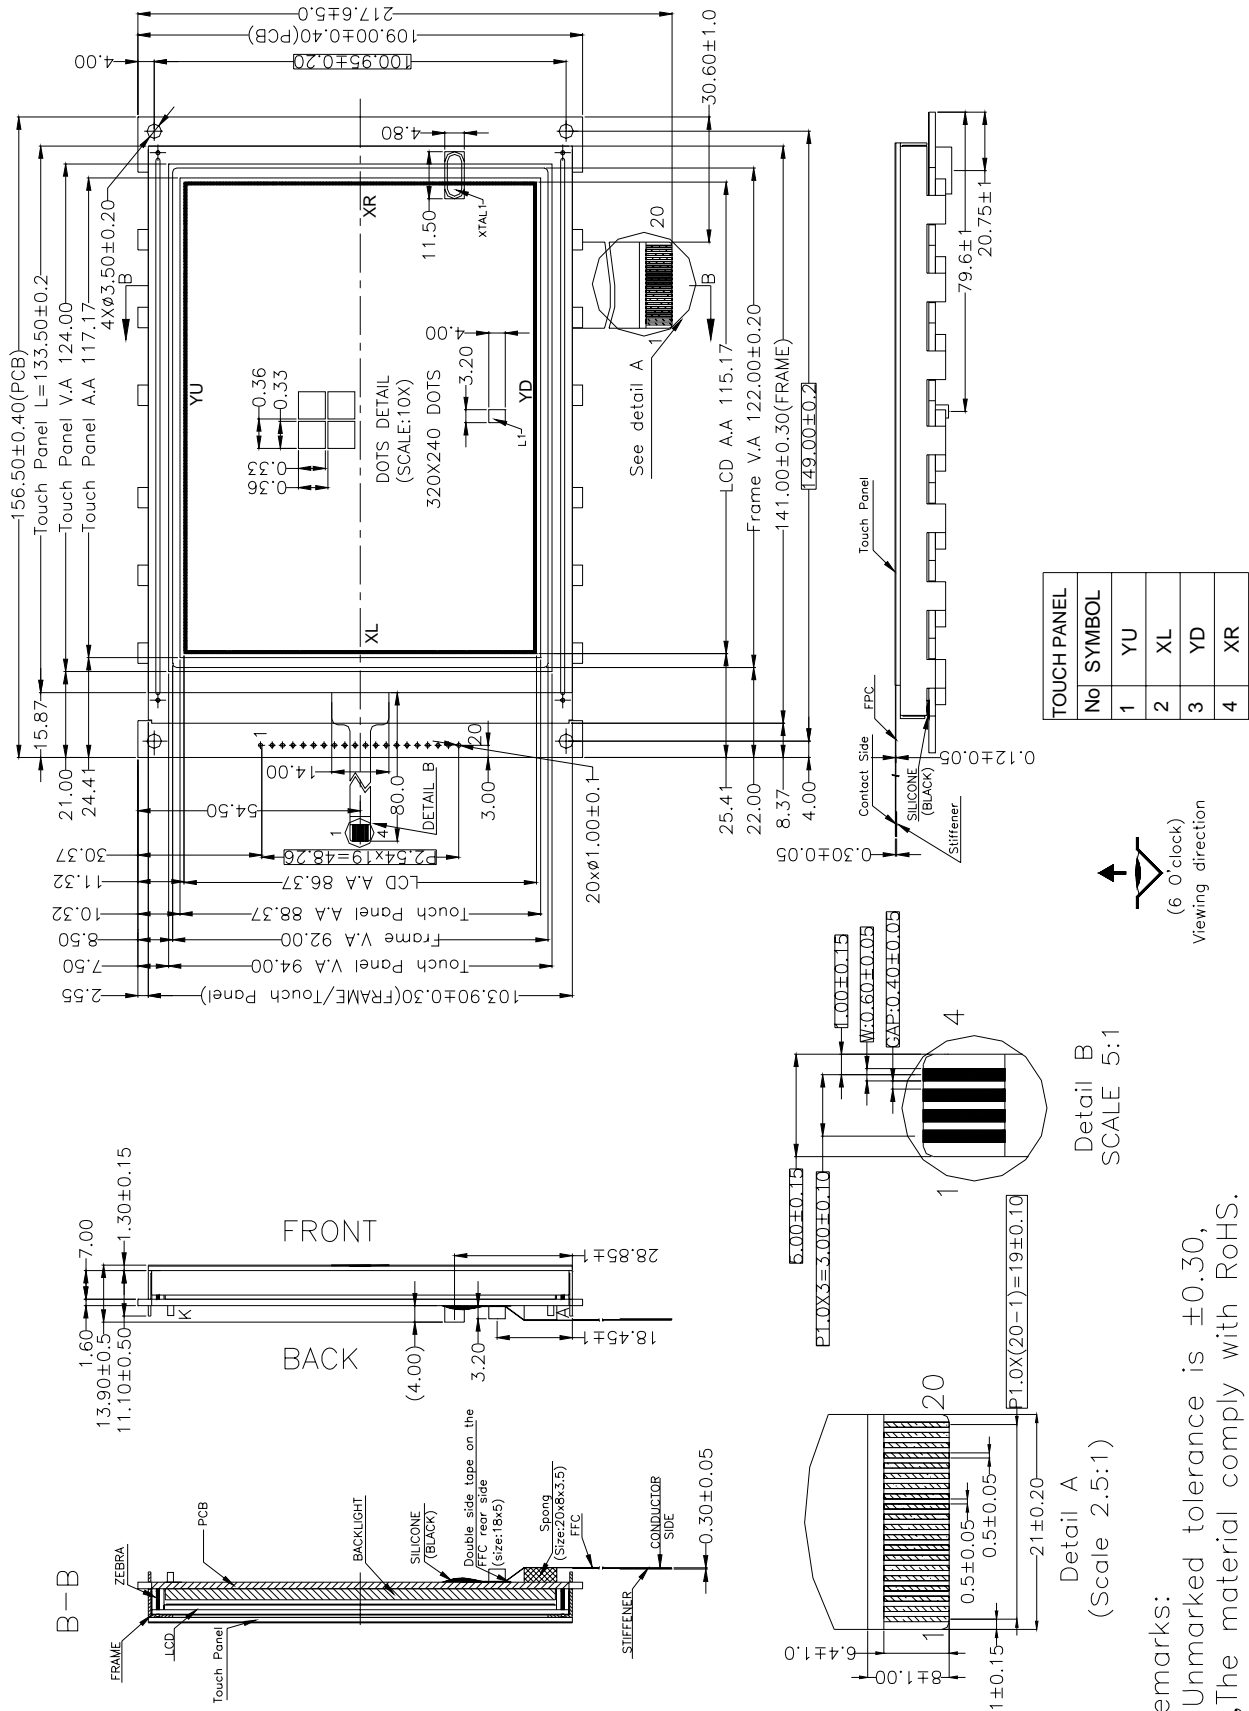 217.6±5.0
109.00±0.40(PCB)
100.95±0.20
4.00
30.60±1.0
4.80
156.50±0.40(PCB)
Touch Panel L=133.50±0.2
Touch Panel V.A 124.00
Touch Panel A.A 117.17
4XØ3.50±0.20
B
XR
11.50
XTAL1
20
B
1
See detail A
YU
0.36
0.33
0.33
0.36
DOTS DETAIL
(SCALE:10X)
320X240 DOTS
4.00
3.20
L1
YD
XL
LCD A.A 115.17
Frame V.A 122.00±0.20
141.00±0.30(FRAME)
149.00±0.2
15.87
21.00
24.41
1
20
14.00
54.50
80.0
DETAIL B
1
4
3.00
20xø1.00±0.1
25.41
22.00
8.37
4.00
30.37
P2.54x19=48.26
11.32
LCD A.A 86.37
10.32
Touch Panel A.A 88.37
8.50
Frame V.A 92.00
7.50
Touch Panel V.A 94.00
2.55
103.90±0.30(FRAME/Touch Panel)
79.6±1
20.75±1
Touch Panel
FPC
Contact Side
SILICONE
(BLACK)
Stiffener
0.12±0.05
0.30±0.05
TOUCH PANEL
No SYMBOL
1 YU
2 XL
3 YD
4 XR
(6 O'clock)
Viewing direction
7.00
1.30±0.15
1.60
13.90±0.5
11.10±0.50
FRONT
BACK
K
A
(4.00)
3.20
28.85±1
18.45±1
1.00±0.15
W:0.60±0.05
GAP:0.40±0.05
5.00±0.15
P1.0X3=3.00±0.10
1
4
Detail B
SCALE 5:1
B-B
FRAME
ZEBRA
LCD
Touch Panel
PCB
BACKLIGHT
SILICONE
(BLACK)
Double side tape on the
FFC rear side
(size:18x5)
Spong
(Size:20x8x3.5)
FFC
CONDUCTOR
SIDE
STIFFENER
0.30±0.05
P1.0X(20-1)=19±0.10
20
1
0.5±0.05
0.5±0.05
21±0.20
6.4±1.0
8±1.00
1±0.15
Detail A
(Scale 2.5:1)
emarks:
Unmarked tolerance is ±0.30,
,The material comply with RoHS.